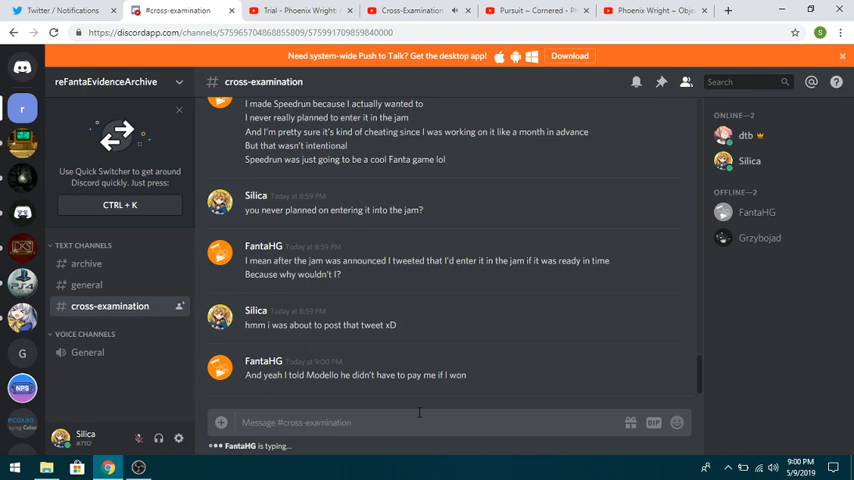 Twitter / Notifications
#cross-examination
Trial - Phoenix Wright:
Cross-Examination
Pursuit ~ Cornered - Ph
Phoenix Wright ~ Obje
https://discordapp.com/channels/575965704868855809/575991709859840000
Need system-wide Push to Talk? Get the desktop app!
Download
reFantaEvidenceArchive
# cross-examination
Search
Use Quick Switcher to get around
Discord quickly. Just press:
CTRL + K
TEXT CHANNELS
# archive
# general
# cross-examination
VOICE CHANNELS
General
r
G
NPS
I made Speedrun because I actually wanted to
I never really planned to enter it in the jam
And I'm pretty sure it's kind of cheating since I was working on it like a month in advance
But that wasn't intentional
Speedrun was just going to be a cool Fanta game lol
Silica Today at 8:59 PM
you never planned on entering it into the jam?
FantaHG Today at 8:59 PM
I mean after the jam was announced I tweeted that I'd enter it in the jam if it was ready in time
Because why wouldn't I?
Silica Today at 8:59 PM
hmm i was about to post that tweet xD
FantaHG Today at 9:00 PM
And yeah I told Modello he didn't have to pay me if I won
Message #cross-examination
GIF
FantaHG is typing...
ONLINE—2
dtb
Silica
OFFLINE—2
FantaHG
Grzybojad
Silica
#7112
9:00 PM
5/9/2019